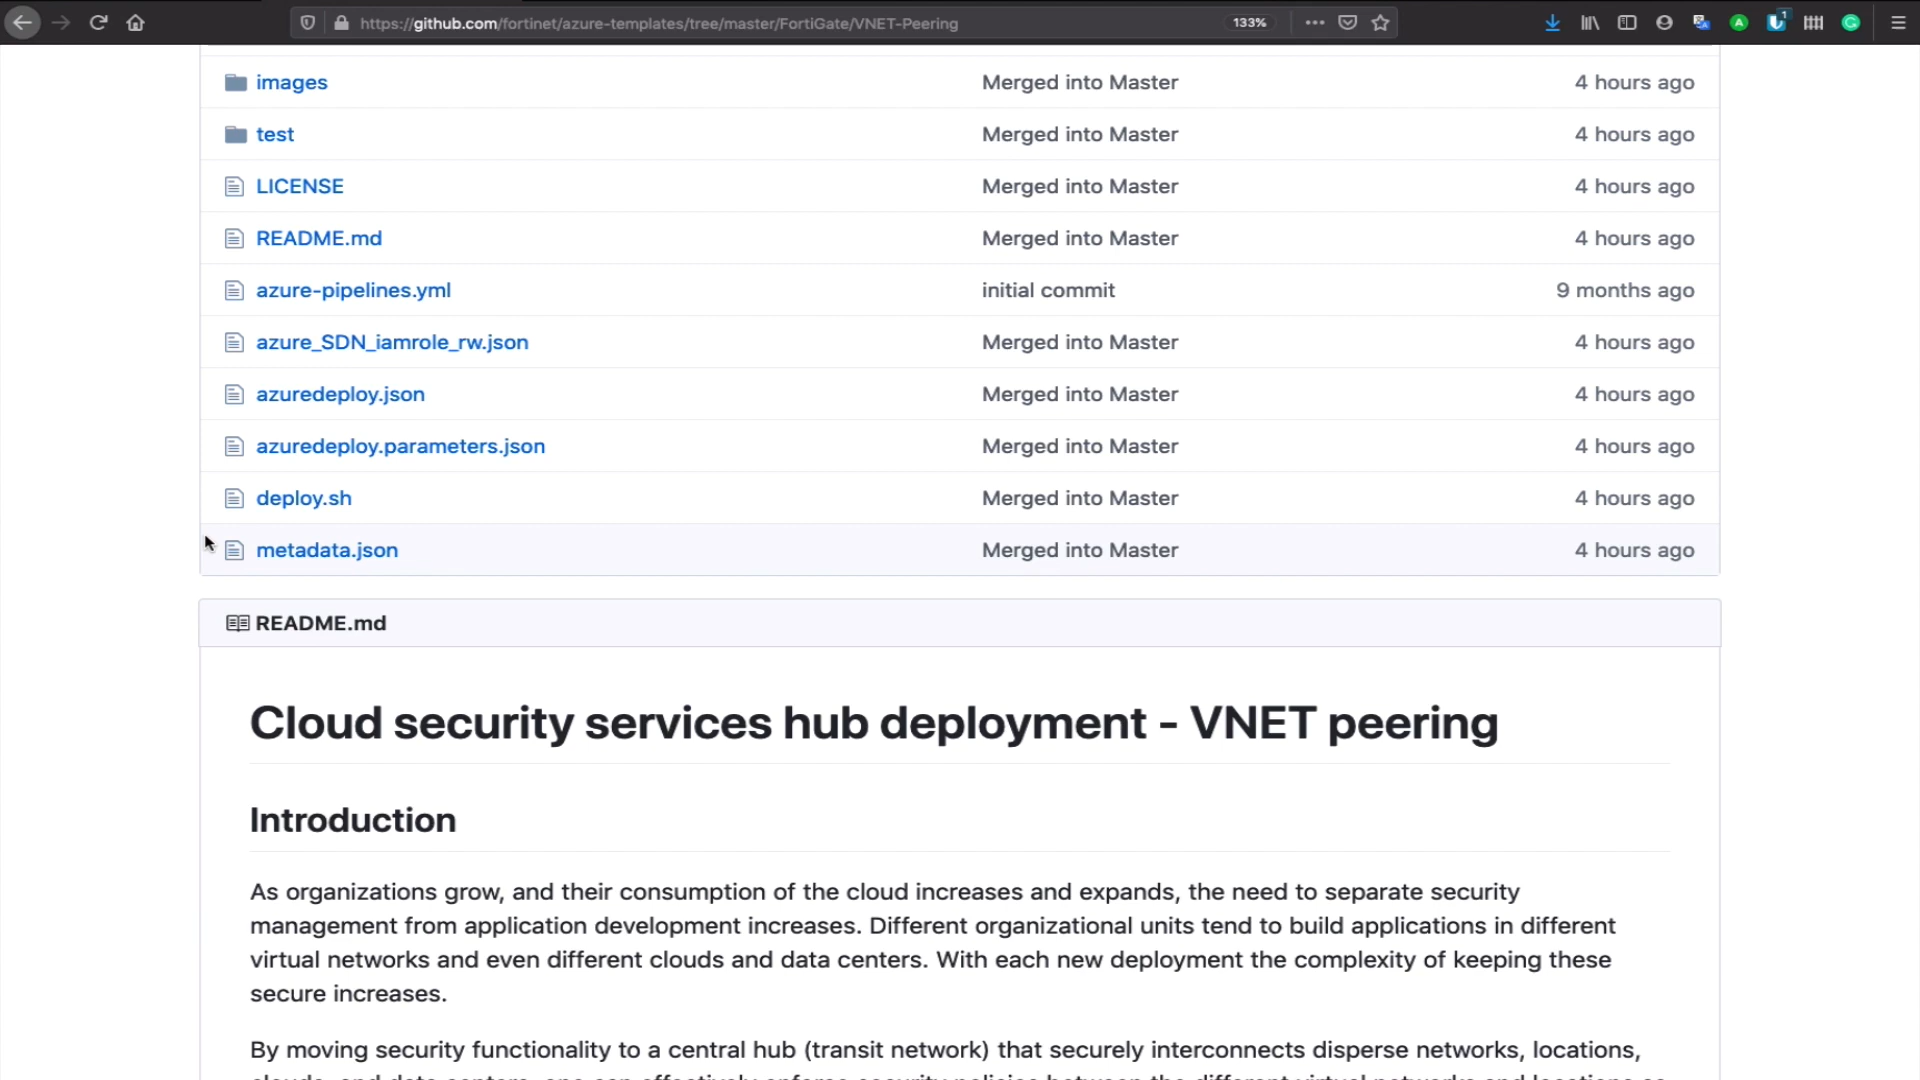 https://github.com/fortinet/azure-templates/tree/master/FortiGate/VNET-Peering 133%
images Merged into Master 4 hours ago
test Merged into Master 4 hours ago
LICENSE Merged into Master 4 hours ago
README.md Merged into Master 4 hours ago
azure-pipelines.yml initial commit 9 months ago
azure_SDN_iamrole_rw.json Merged into Master 4 hours ago
azuredeploy.json Merged into Master 4 hours ago
azuredeploy.parameters.json Merged into Master 4 hours ago
deploy.sh Merged into Master 4 hours ago
metadata.json Merged into Master 4 hours ago
README.md
Cloud security services hub deployment - VNET peering
Introduction
As organizations grow, and their consumption of the cloud increases and expands, the need to separate security
management from application development increases. Different organizational units tend to build applications in different
virtual networks and even different clouds and data centers. With each new deployment the complexity of keeping these
secure increases.
By moving security functionality to a central hub (transit network) that securely interconnects disperse networks, locations,